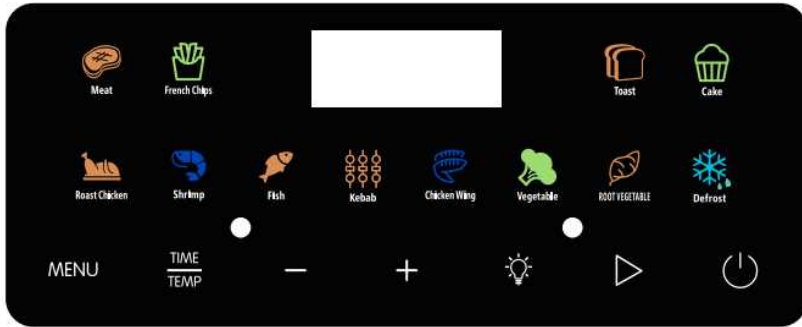 Meat
French Chips
Toast
Cake
Roast Chicken
Shrimp
Fish
Kebab
Chicken Wing
Vegetable
ROOT VEGETABLE
Defrost
MENU
TIME
TEMP
−
+